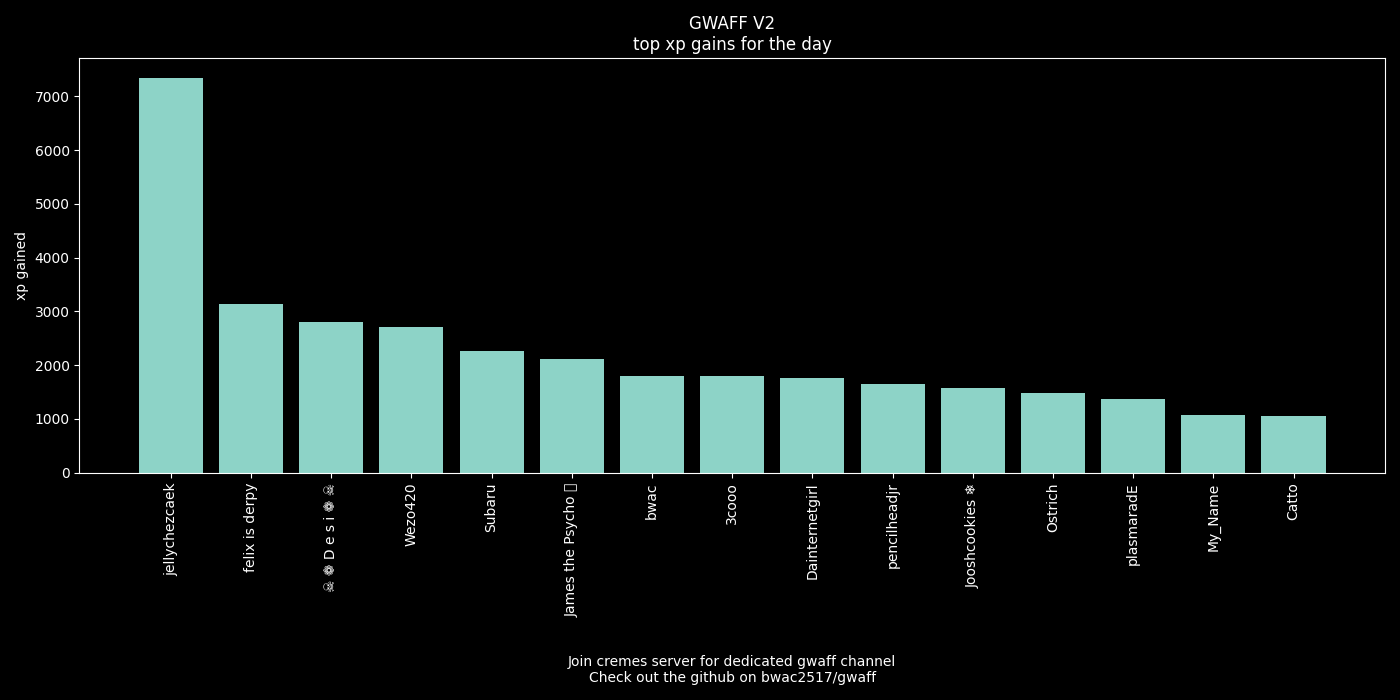 GWAFF V2
top xp gains for the day
xp gained
7000
6000
5000
4000
3000
2000
1000
0
jellychezcaek
felix is derpy
☠ ❁ D e s i ❁ ☠
Wezo420
Subaru
James the Psycho
bwac
3cooo
Dainternetgirl
pencilheadjr
Jooshcookies ❄
Ostrich
plasmaradE
My_Name
Catto
Join cremes server for dedicated gwaff channel
Check out the github on bwac2517/gwaff